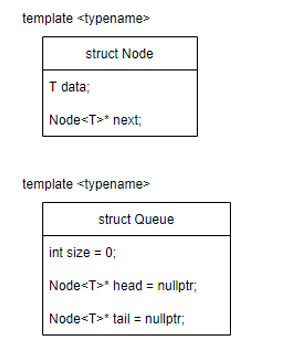 template <typename>
struct Node
T data;
Node<T>* next;
template <typename>
struct Queue
int size = 0;
Node<T>* head = nullptr;
Node<T>* tail = nullptr;